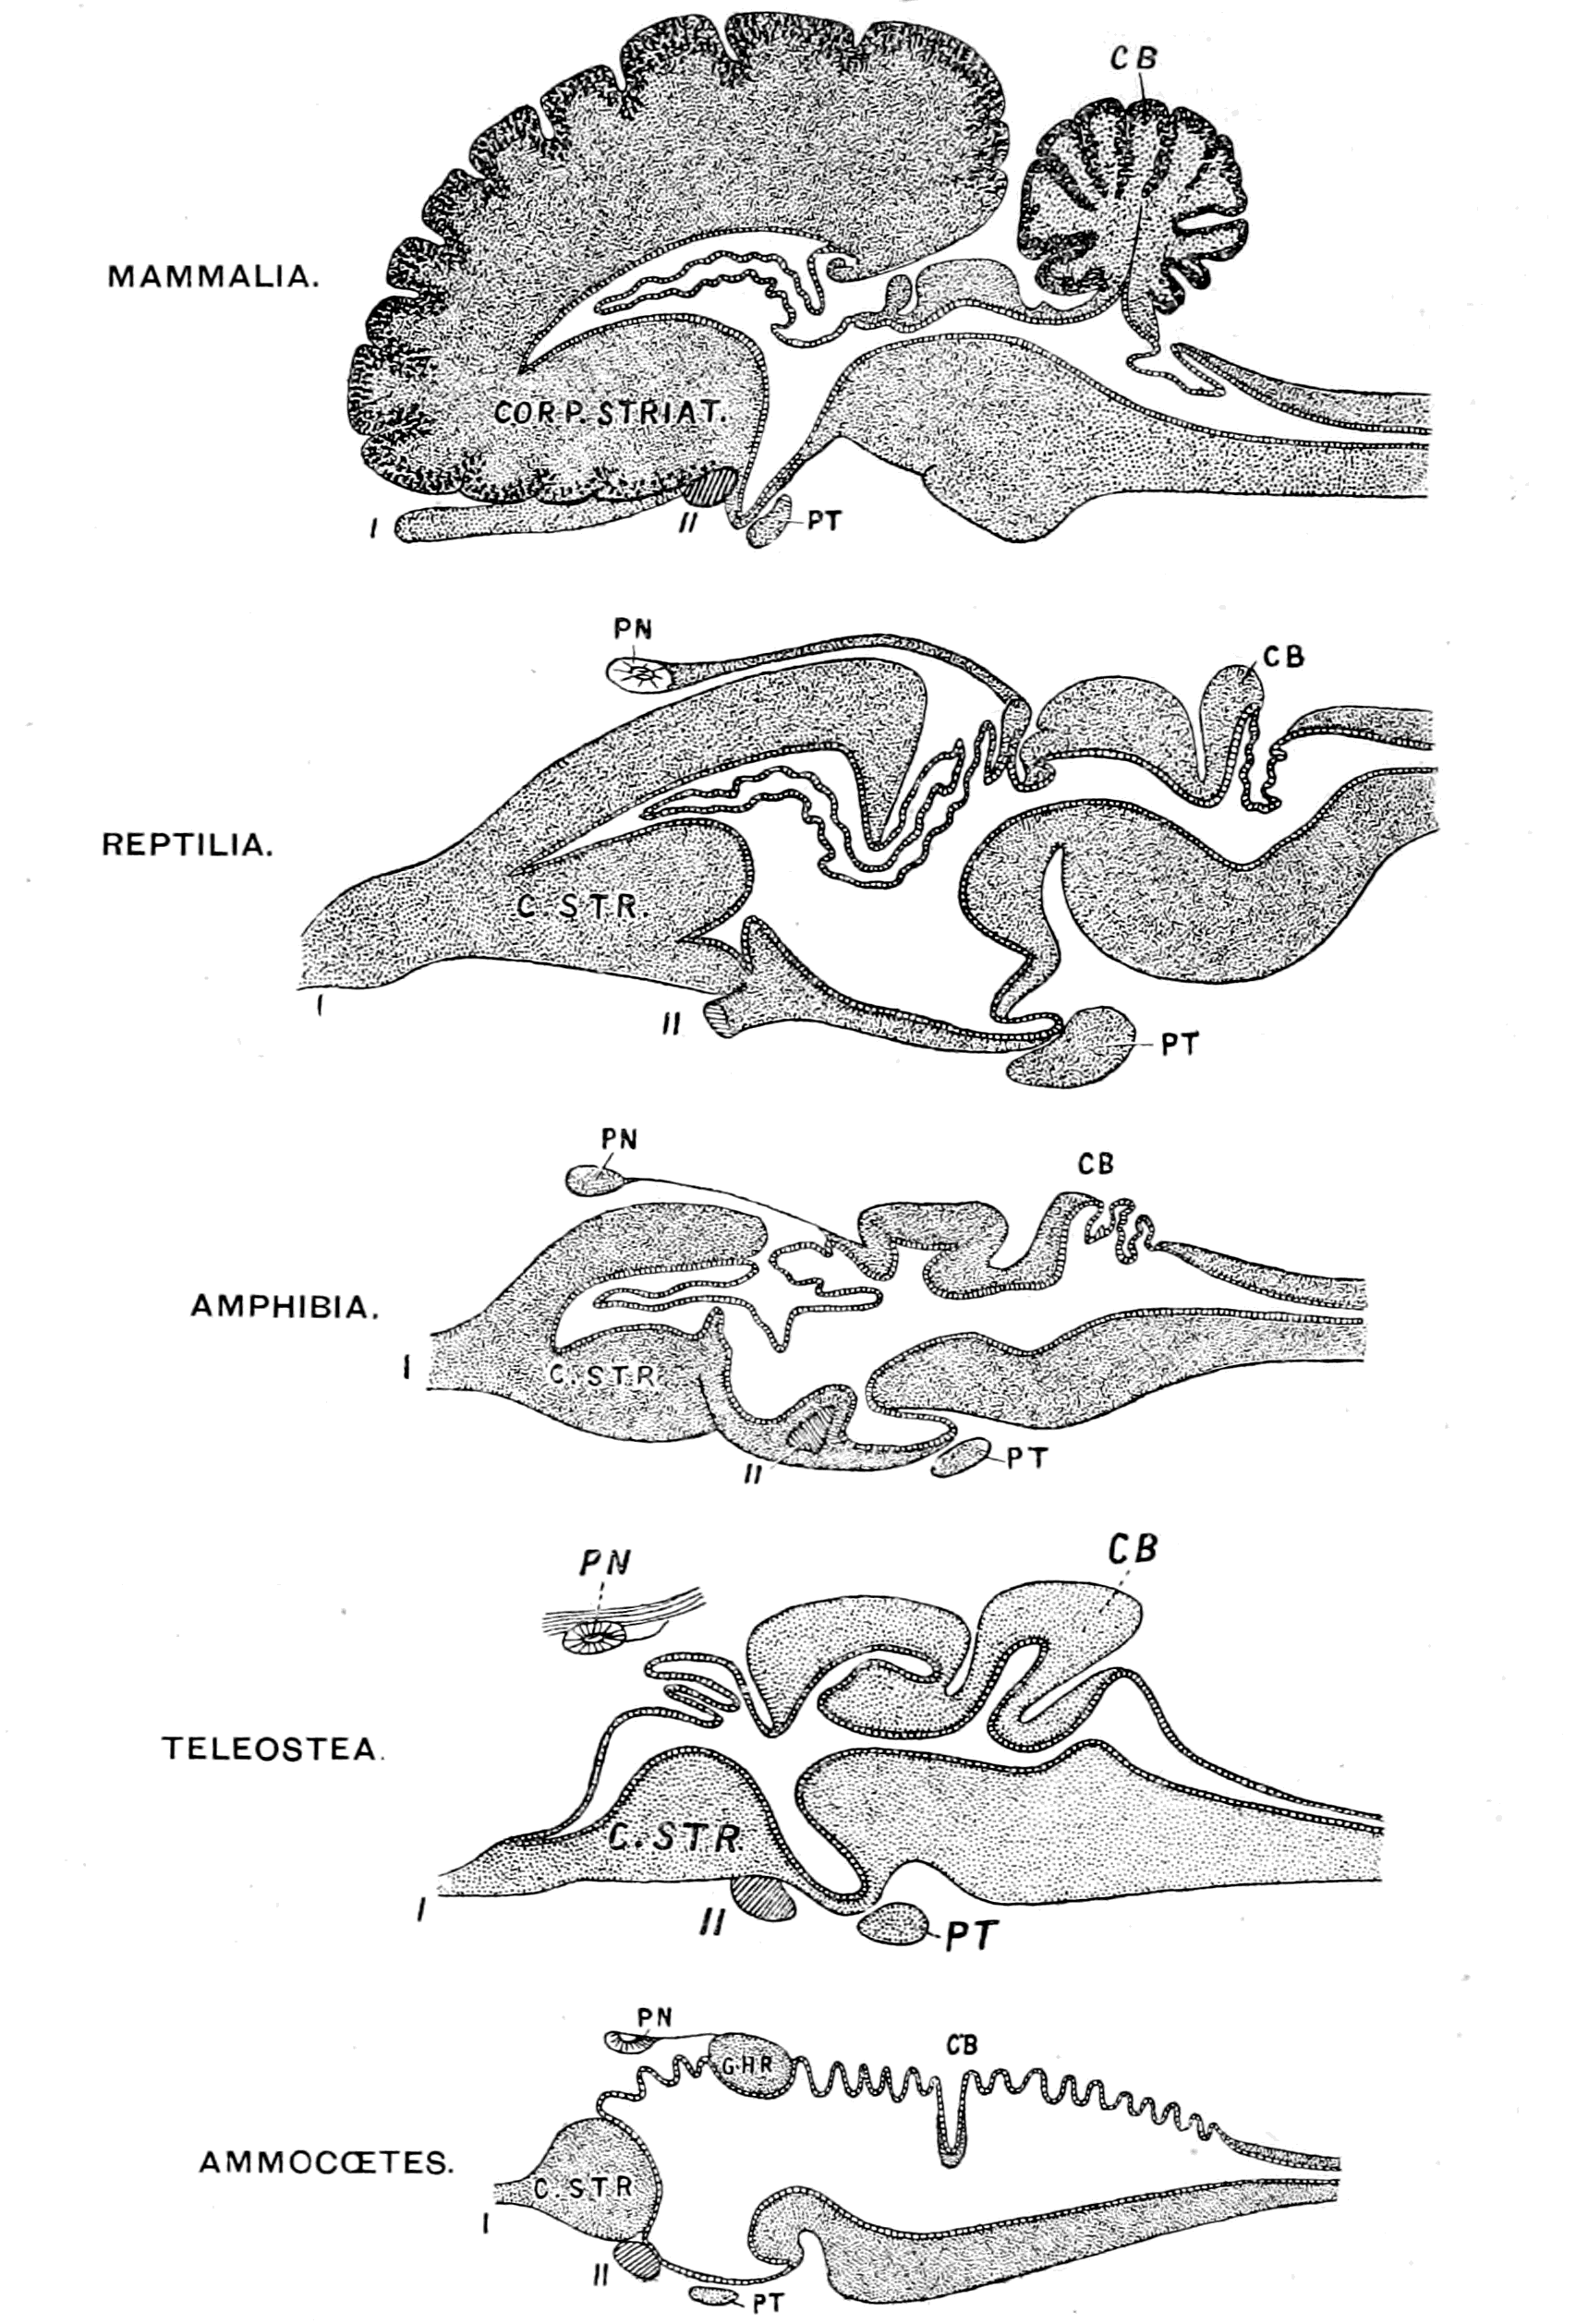 CB
MAMMALIA.
CORP. STRIAT.
I
II
PT
PN
CB
REPTILIA.
C. STR.
I
II
PT
PN
CB
AMPHIBIA.
I
C. STR.
II
PT
PN
CB
TELEOSTEA.
C. STR.
I
II
PT
PN
CB
G.H.R
AMMOCŒTES.
C. STR
I
II
PT